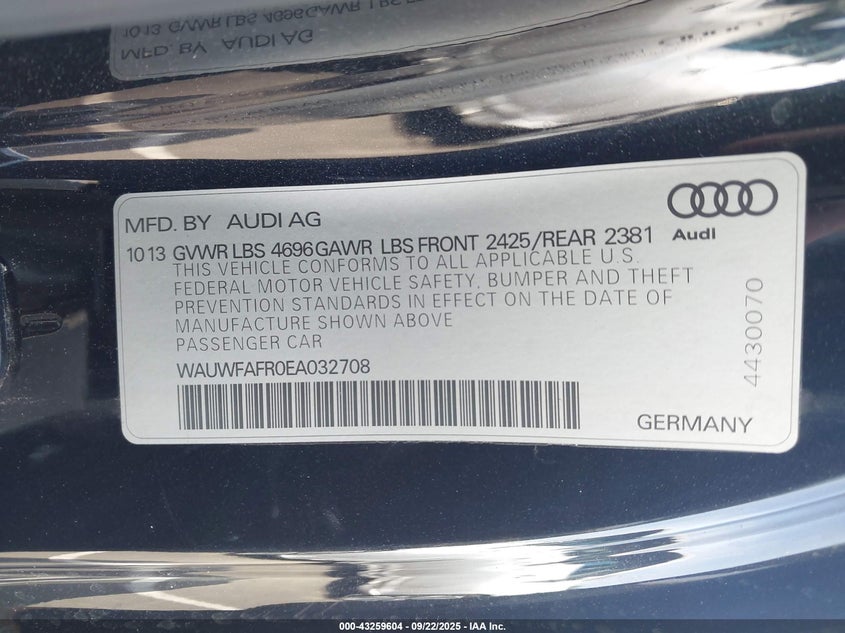 MFD. BY AUDI AG
10 13 GVWR LBS 4696 GAWR LBS FRONT 2425/REAR 2381
Audi
THIS VEHICLE CONFORMS TO ALL APPLICABLE U.S.
FEDERAL MOTOR VEHICLE SAFETY, BUMPER AND THEFT
PREVENTION STANDARDS IN EFFECT ON THE DATE OF
MANUFACTURE SHOWN ABOVE
PASSENGER CAR
WAUWFAFR0EA032708
4430070
GERMANY
000-43259604 - 09/22/2025 - IAA Inc.